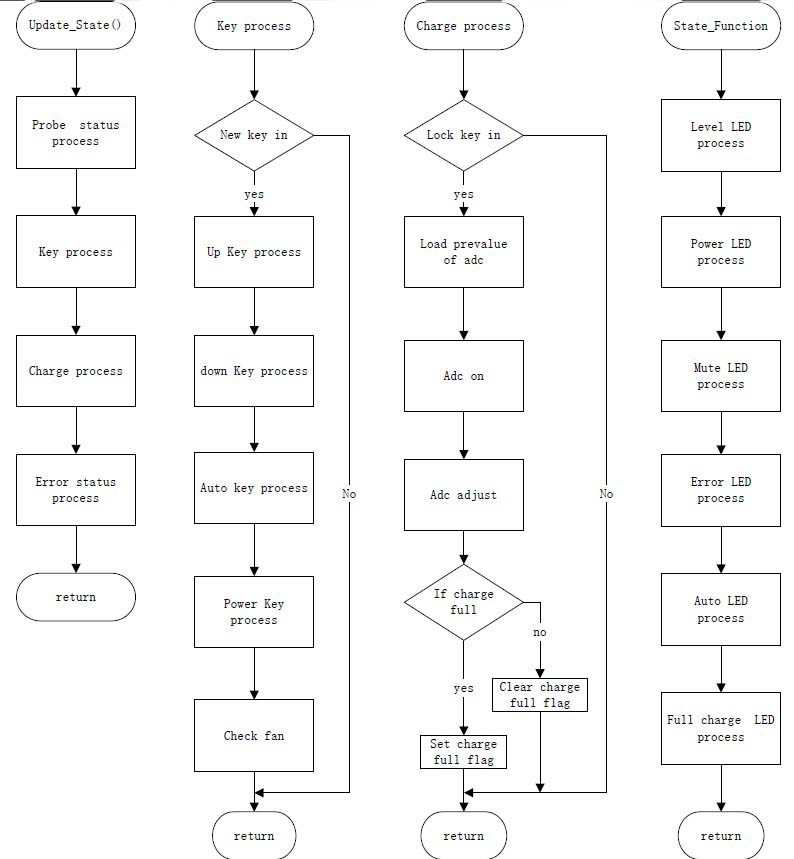 Update_State()
Probe status
process
Key process
Charge process
Error status
process
return
Key process
New key in
yes
Up Key process
down Key process
Auto key process
No
Power Key
process
Check fan
return
Charge process
Lock key in
yes
Load prevalue
of adc
Adc on
Adc adjust
No
If charge
full
no
yes
Clear charge
full flag
Set charge
full flag
return
State_Function
Level LED
process
Power LED
process
Mute LED
process
Error LED
process
Auto LED
process
Full charge LED
process
return